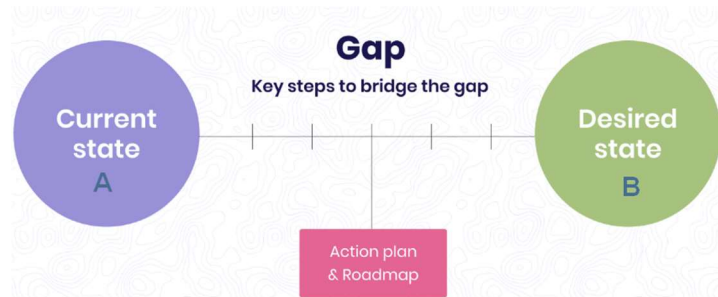 Gap
Key steps to bridge the gap
Current
state
A
Desired
state
B
Action plan
& Roadmap